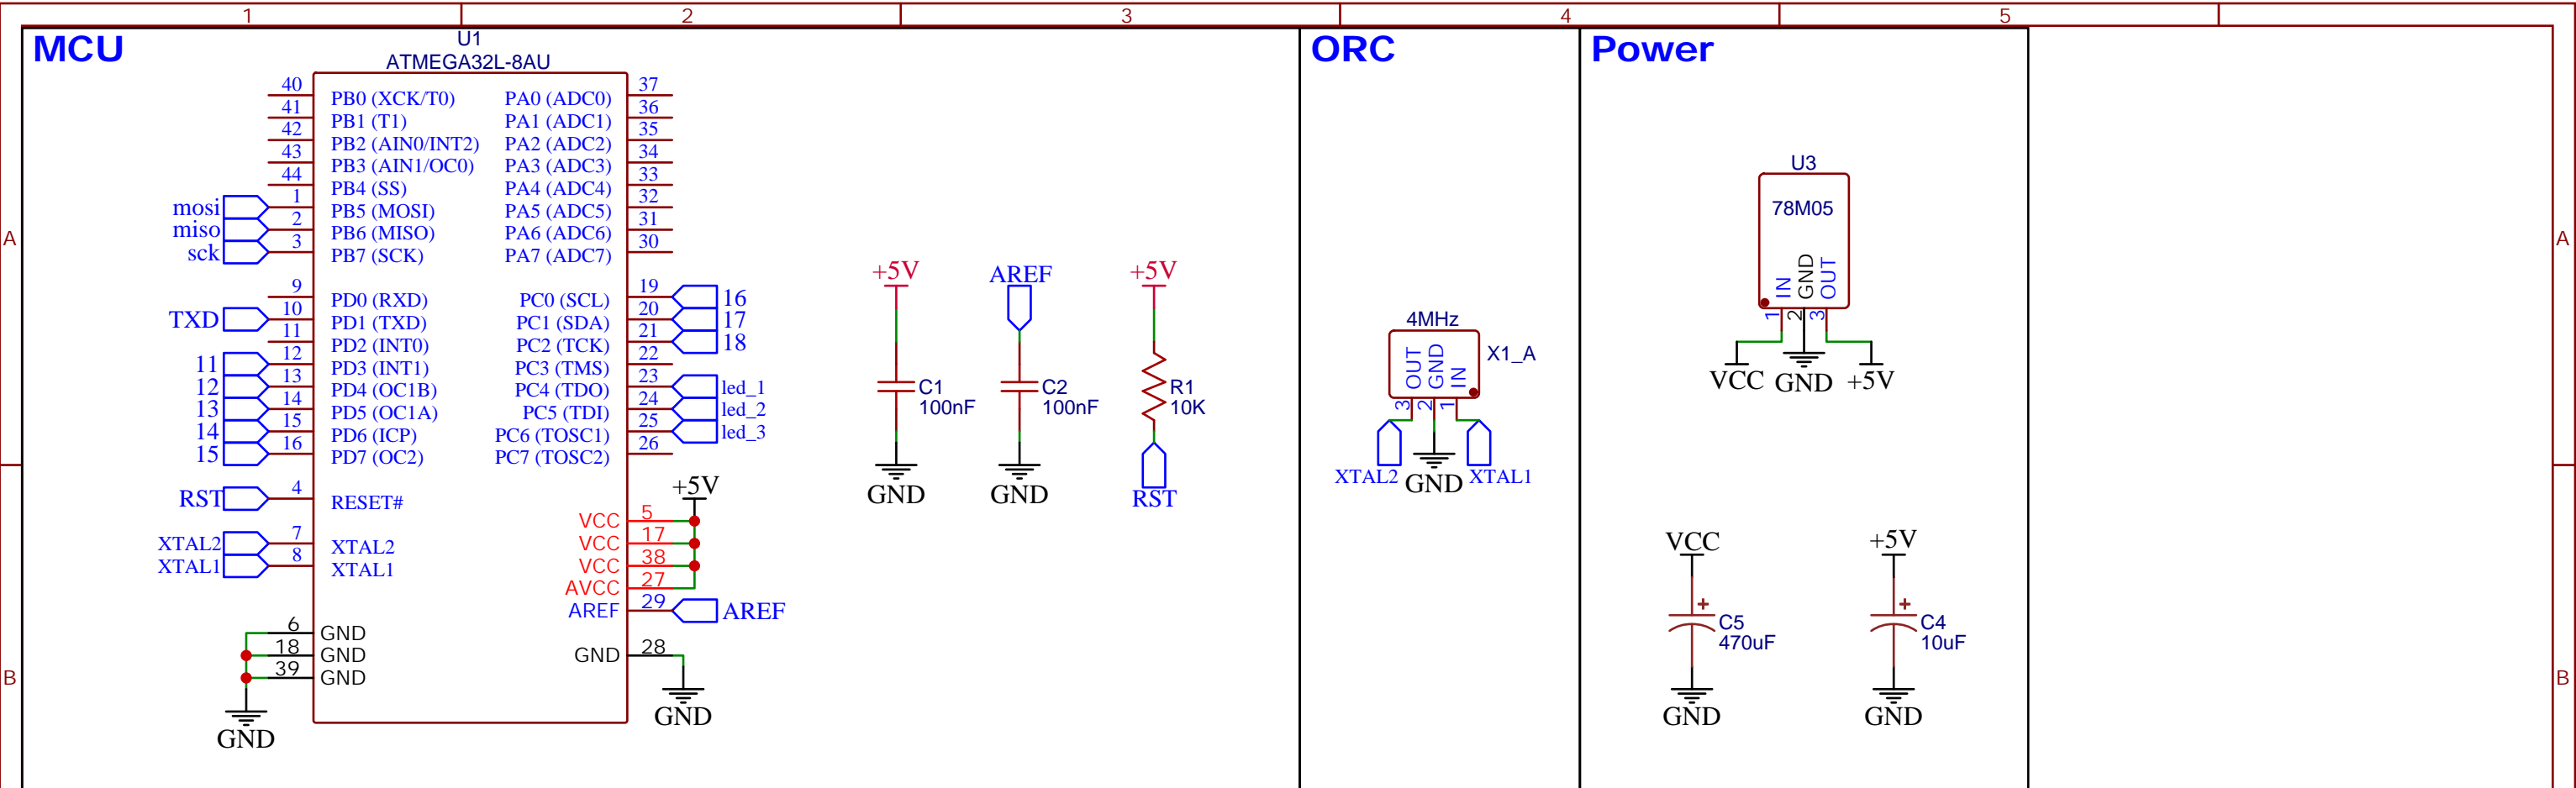 1 2 3 4 5
MCU
ORC
Power
U1
ATMEGA32L-8AU
40 PB0 (XCK/T0) PA0 (ADC0) 37
41 PB1 (T1) PA1 (ADC1) 36
42 PB2 (AIN0/INT2) PA2 (ADC2) 35
43 PB3 (AIN1/OC0) PA3 (ADC3) 34
44 PB4 (SS) PA4 (ADC4) 33
mosi 1 PB5 (MOSI) PA5 (ADC5) 32
miso 2 PB6 (MISO) PA6 (ADC6) 31
sck 3 PB7 (SCK) PA7 (ADC7) 30
9 PD0 (RXD) PC0 (SCL) 19 16
TXD 10 PD1 (TXD) PC1 (SDA) 20 17
11 PD2 (INT0) PC2 (TCK) 21 18
11 12 PD3 (INT1) PC3 (TMS) 22
12 13 PD4 (OC1B) PC4 (TDO) 23 led_1
13 14 PD5 (OC1A) PC5 (TDI) 24 led_2
14 15 PD6 (ICP) PC6 (TOSC1) 25 led_3
15 16 PD7 (OC2) PC7 (TOSC2) 26
RST 4 RESET#
+5V
VCC 5
XTAL2 7 XTAL2 VCC 17
XTAL1 8 XTAL1 VCC 38
AVCC 27
AREF 29 AREF
6 GND
18 GND GND 28
39 GND
GND
GND
+5V
C1
100nF
GND
AREF
C2
100nF
GND
+5V
R1
10K
RST
4MHz
X1_A
OUT GND IN
3 2 1
XTAL2 GND XTAL1
U3
78M05
IN GND OUT
1 2 3
VCC GND +5V
VCC
+
C5
470uF
GND
+5V
+
C4
10uF
GND
A A
B B